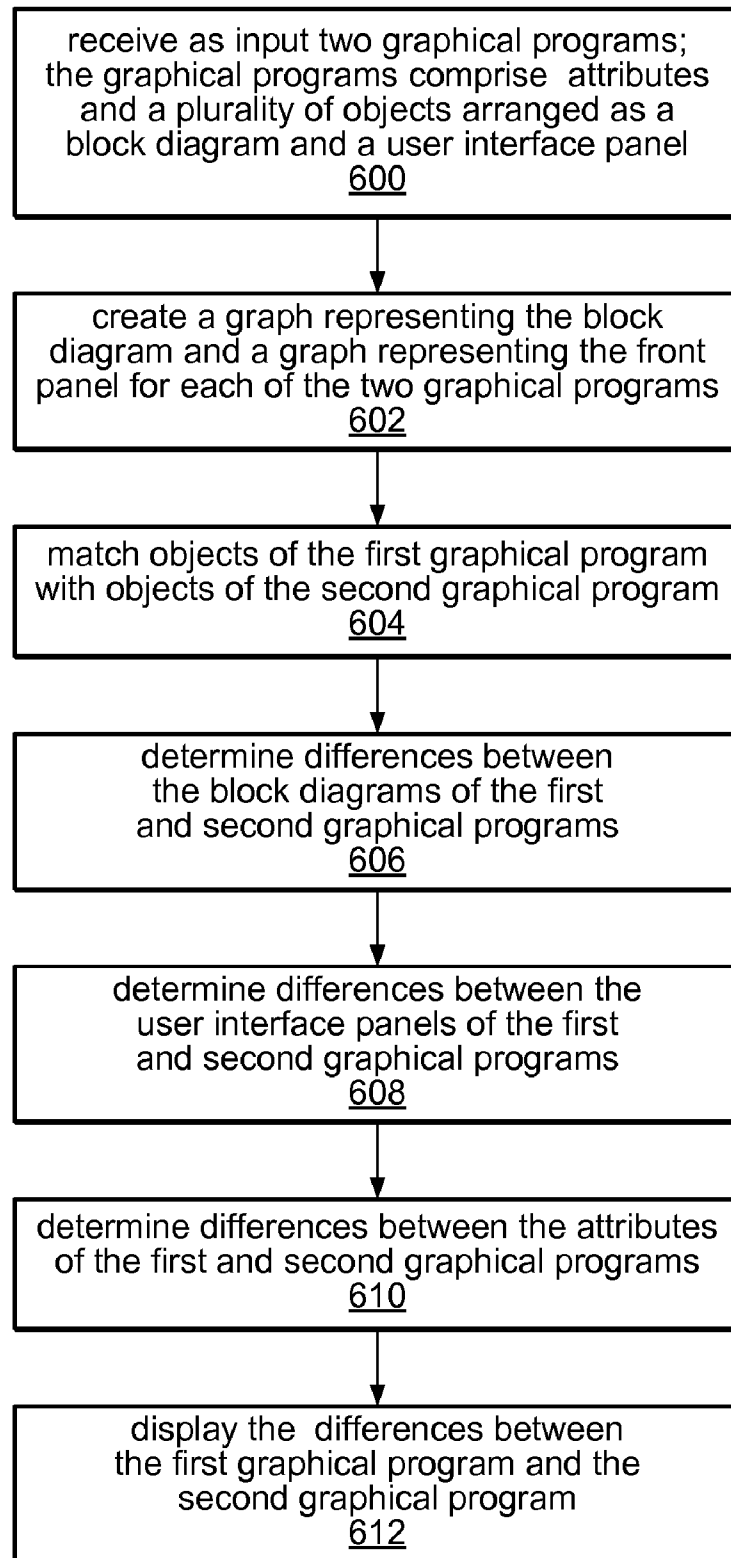 receive as input two graphical programs;
the graphical programs comprise attributes
and a plurality of objects arranged as a
block diagram and a user interface panel
600
create a graph representing the block
diagram and a graph representing the front
panel for each of the two graphical programs
602
match objects of the first graphical program
with objects of the second graphical program
604
determine differences between
the block diagrams of the first
and second graphical programs
606
determine differences between the
user interface panels of the first
and second graphical programs
608
determine differences between the attributes
of the first and second graphical programs
610
display the differences between
the first graphical program and the
second graphical program
612